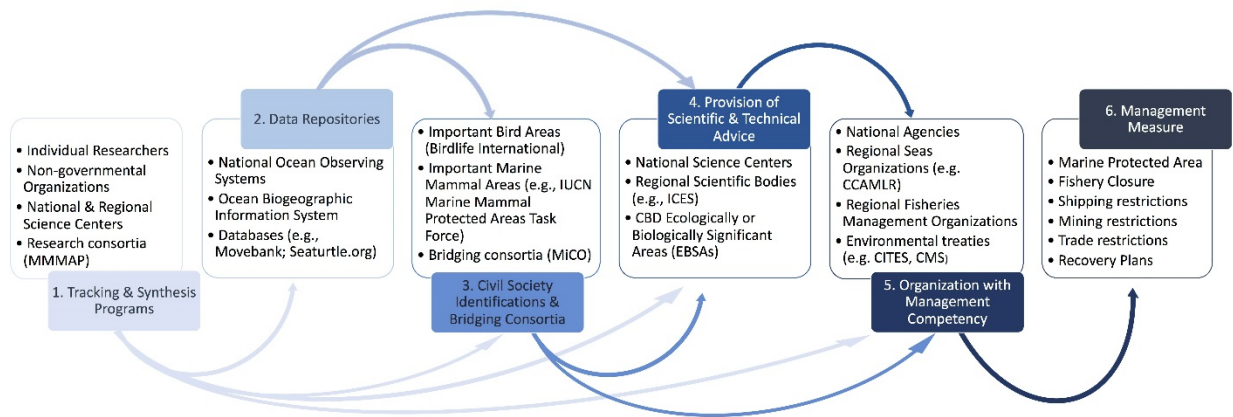 • Individual Researchers
• Non-governmental
Organizations
• National & Regional
Science Centers
• Research consortia
(MMMAP)
1. Tracking & Synthesis
Programs
2. Data Repositories
• National Ocean Observing
Systems
• Ocean Biogeographic
Information System
• Databases (e.g.,
Movebank; Seaturtle.org)
• Important Bird Areas
(Birdlife International)
• Important Marine
Mammal Areas (e.g., IUCN
Marine Mammal
Protected Areas Task
Force)
• Bridging consortia (MiCO)
3. Civil Society
Identifications &
Bridging Consortia
4. Provision of
Scientific & Technical
Advice
• National Science Centers
• Regional Scientific Bodies
(e.g., ICES)
• CBD Ecologically or
Biologically Significant
Areas (EBSAs)
• National Agencies
• Regional Seas
Organizations (e.g.
CCAMLR)
• Regional Fisheries
Management Organizations
• Environmental treaties
(e.g. CITES, CMS)
5. Organization with
Management
Competency
6. Management
Measure
• Marine Protected Area
• Fishery Closure
• Shipping restrictions
• Mining restrictions
• Trade restrictions
• Recovery Plans